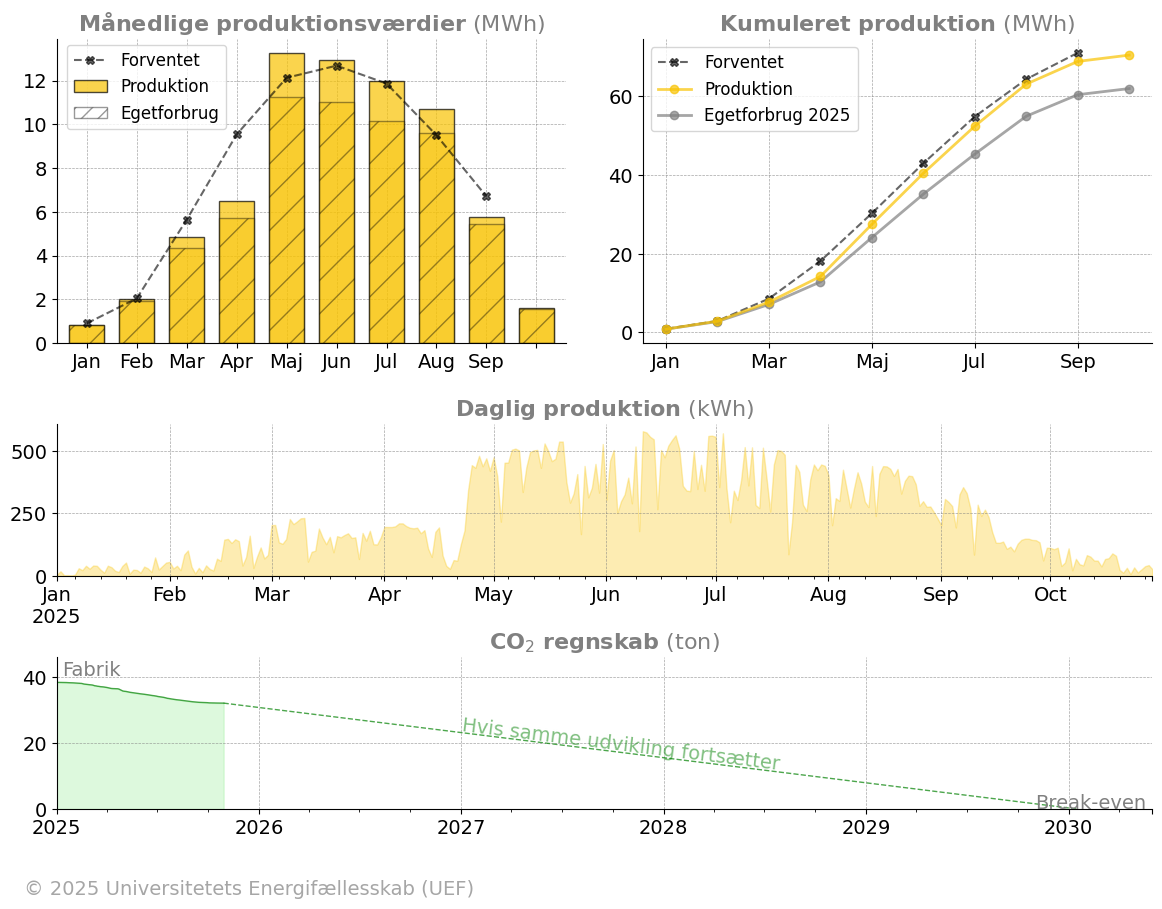 Månedlige produktionsværdier (MWh)
Forventet
Produktion
Egetforbrug
12
10
8
6
4
2
0
Jan Feb Mar Apr Maj Jun Jul Aug Sep
Kumuleret produktion (MWh)
Forventet
Produktion
Egetforbrug 2025
60
40
20
0
Jan Mar Maj Jul Sep
Daglig produktion (kWh)
500
250
0
Jan Feb Mar Apr May Jun Jul Aug Sep Oct
2025
CO₂ regnskab (ton)
Fabrik
40
20
0
Hvis samme udvikling fortsætter
Break-even
2025 2026 2027 2028 2029 2030
© 2025 Universitetets Energifællesskab (UEF)